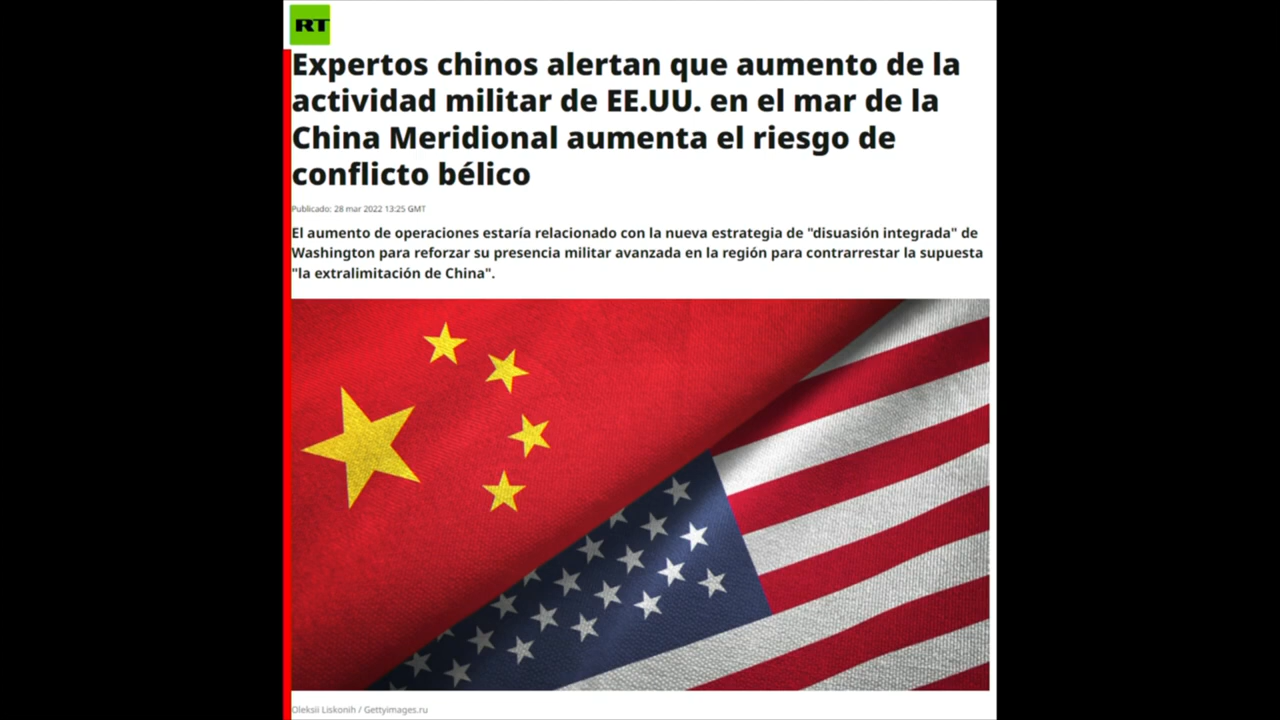 RT
Expertos chinos alertan que aumento de la
actividad militar de EE.UU. en el mar de la
China Meridional aumenta el riesgo de
conflicto bélico
Publicado: 28 mar 2022 13:25 GMT
El aumento de operaciones estaría relacionado con la nueva estrategia de "disuasión integrada" de
Washington para reforzar su presencia militar avanzada en la región para contrarrestar la supuesta
"la extralimitación de China".
Oleksii Liskonih / Gettyimages.ru